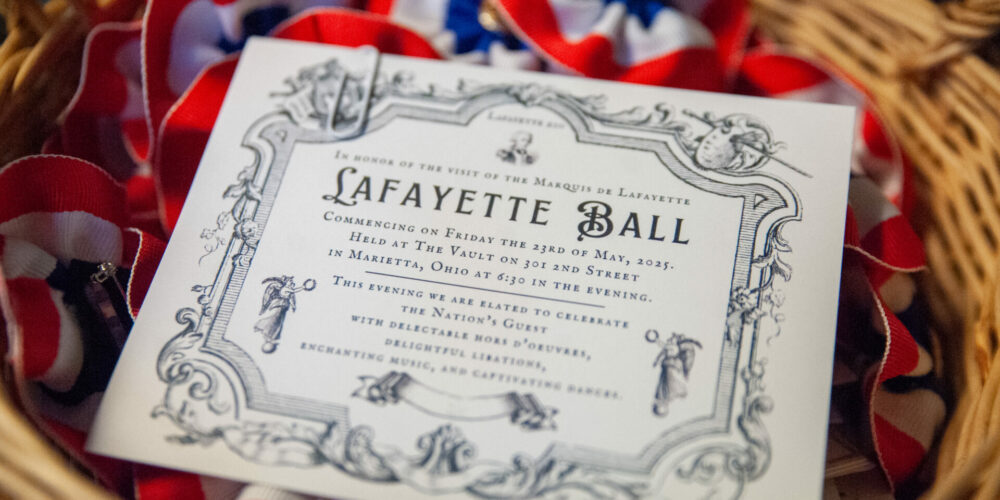 Lafayette 200
In honor of the visit of the Marquis de Lafayette
Lafayette Ball
Commencing on Friday the 23rd of May, 2025.
Held at The Vault on 301 2nd Street
in Marietta, Ohio at 6:30 in the evening.
This evening we are elated to celebrate
the Nation's Guest
with delectable hors d'oeuvres,
delightful libations,
enchanting music, and captivating dances.